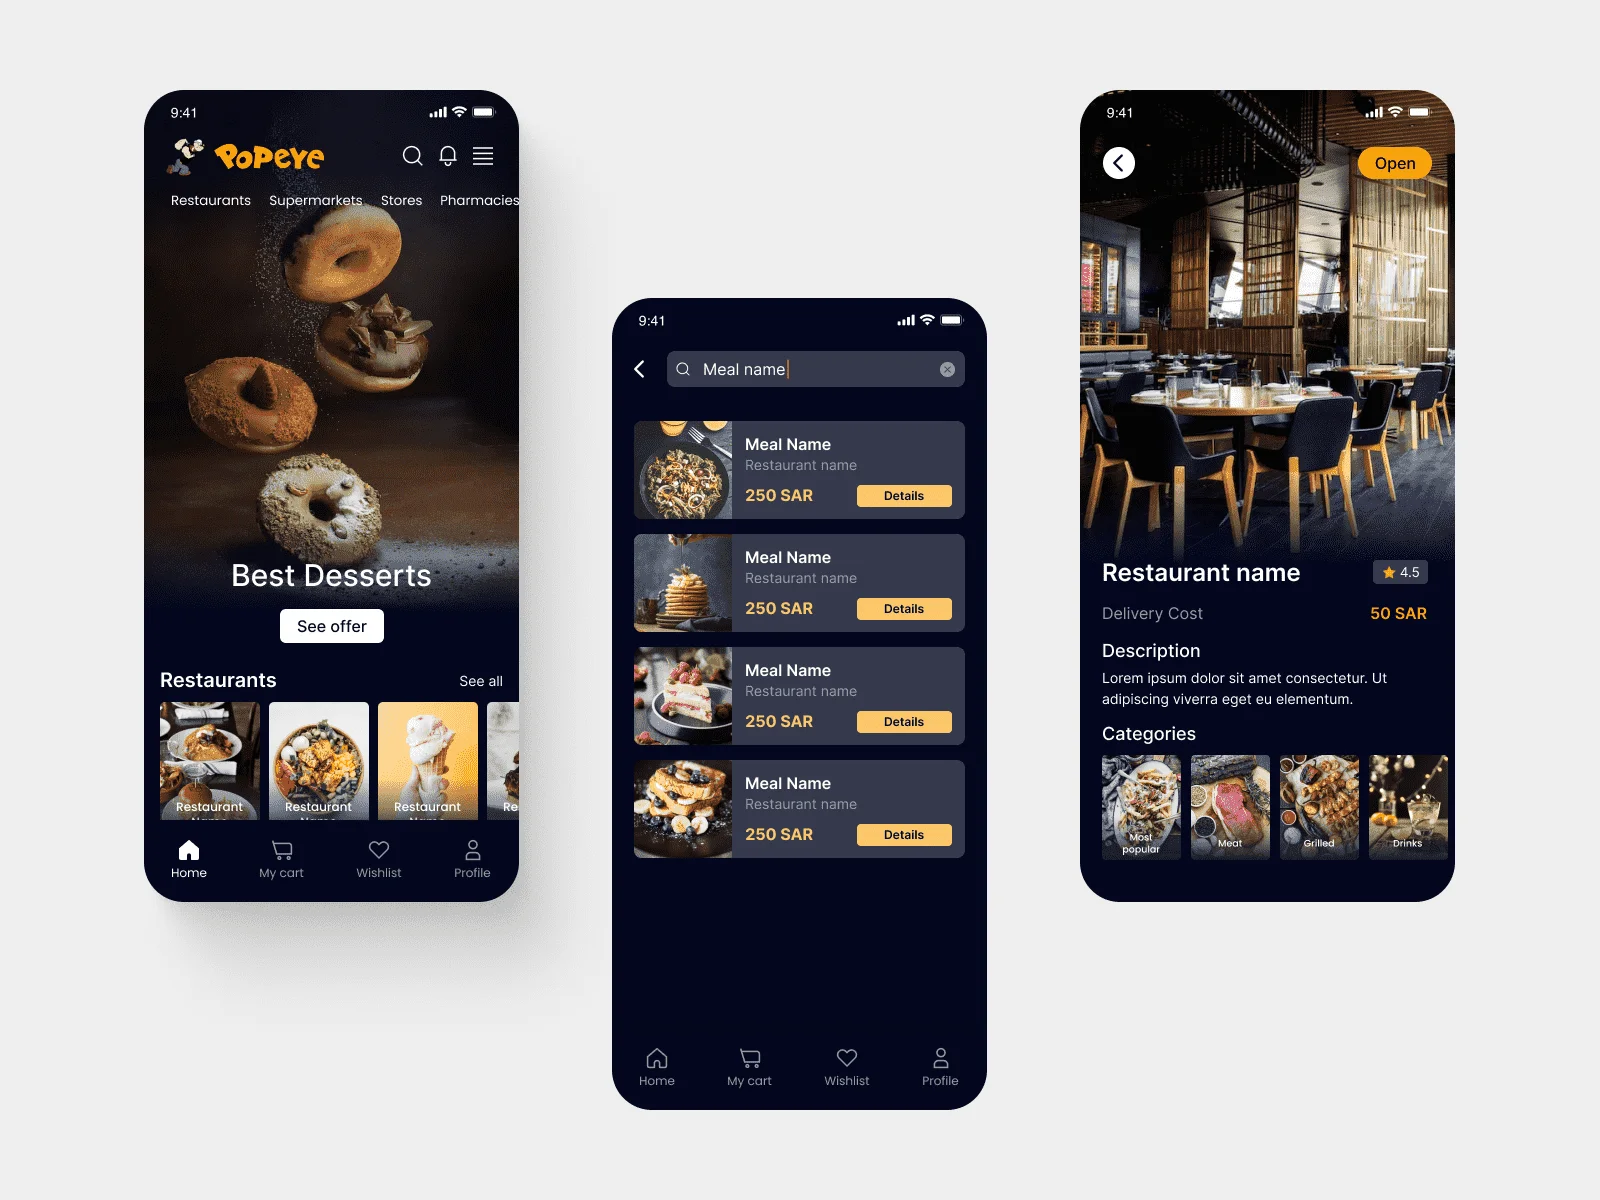 9:41
POPEYE
Restaurants Supermarkets Stores Pharmacies
Best Desserts
See offer
Restaurants See all
Restaurant Restaurant Restaurant Re
Name Name Name
Home My cart Wishlist Profile
9:41
Meal name
Meal Name
Restaurant name
250 SAR Details
Meal Name
Restaurant name
250 SAR Details
Meal Name
Restaurant name
250 SAR Details
Meal Name
Restaurant name
250 SAR Details
Home My cart Wishlist Profile
9:41
Open
Restaurant name 4.5
Delivery Cost 50 SAR
Description
Lorem ipsum dolor sit amet consectetur. Ut
adipiscing viverra eget eu elementum.
Categories
Most
popular Meat Grilled Drinks